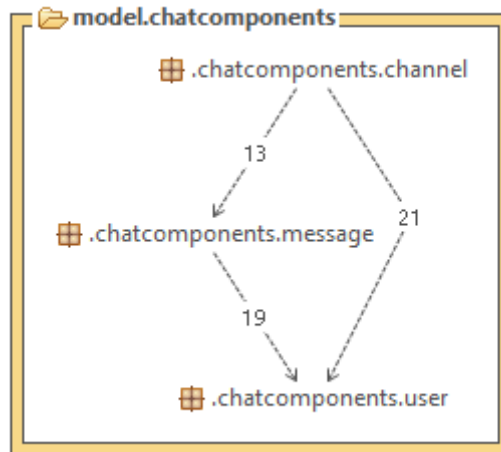 model.chatcomponents
.chatcomponents.channel
13
.chatcomponents.message
21
19
.chatcomponents.user